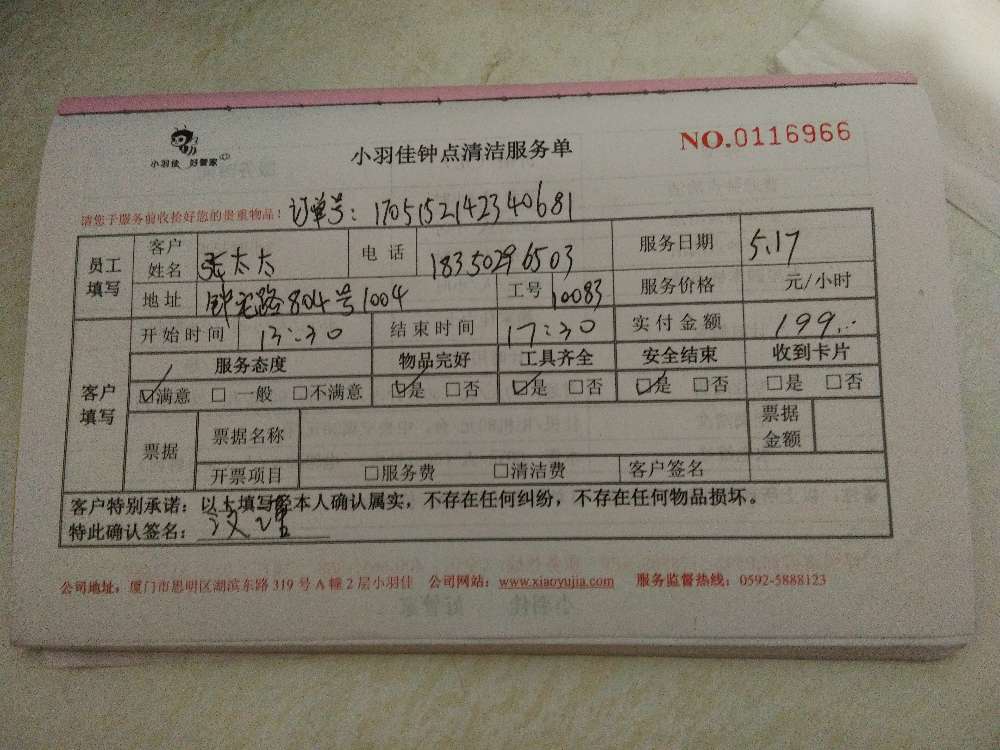 小羽佳 好管家
小羽佳钟点清洁服务单
NO.0116966
请您于服务前收拾好您的贵重物品！ 订单号：1705152142340681
员工填写 客户姓名 张太太 电话 18350296503 服务日期 5.17
地址 路804号1004 工号 10083 服务价格 元/小时
客户填写 开始时间 13:30 结束时间 17:30 实付金额 199
服务态度 物品完好 工具齐全 安全结束 收到卡片
☑满意 □一般 □不满意 ☑是 □否 ☑是 □否 ☑是 □否 □是 □否
票据 票据名称 票据金额
开票项目 □服务费 □清洁费 客户签名
客户特别承诺：以上填写经本人确认属实，不存在任何纠纷，不存在任何物品损坏。
特此确认签名：
公司地址：厦门市思明区湖滨东路319号A幢2层小羽佳 公司网站：www.xiaoyujia.com 服务监督热线：0592-5888123